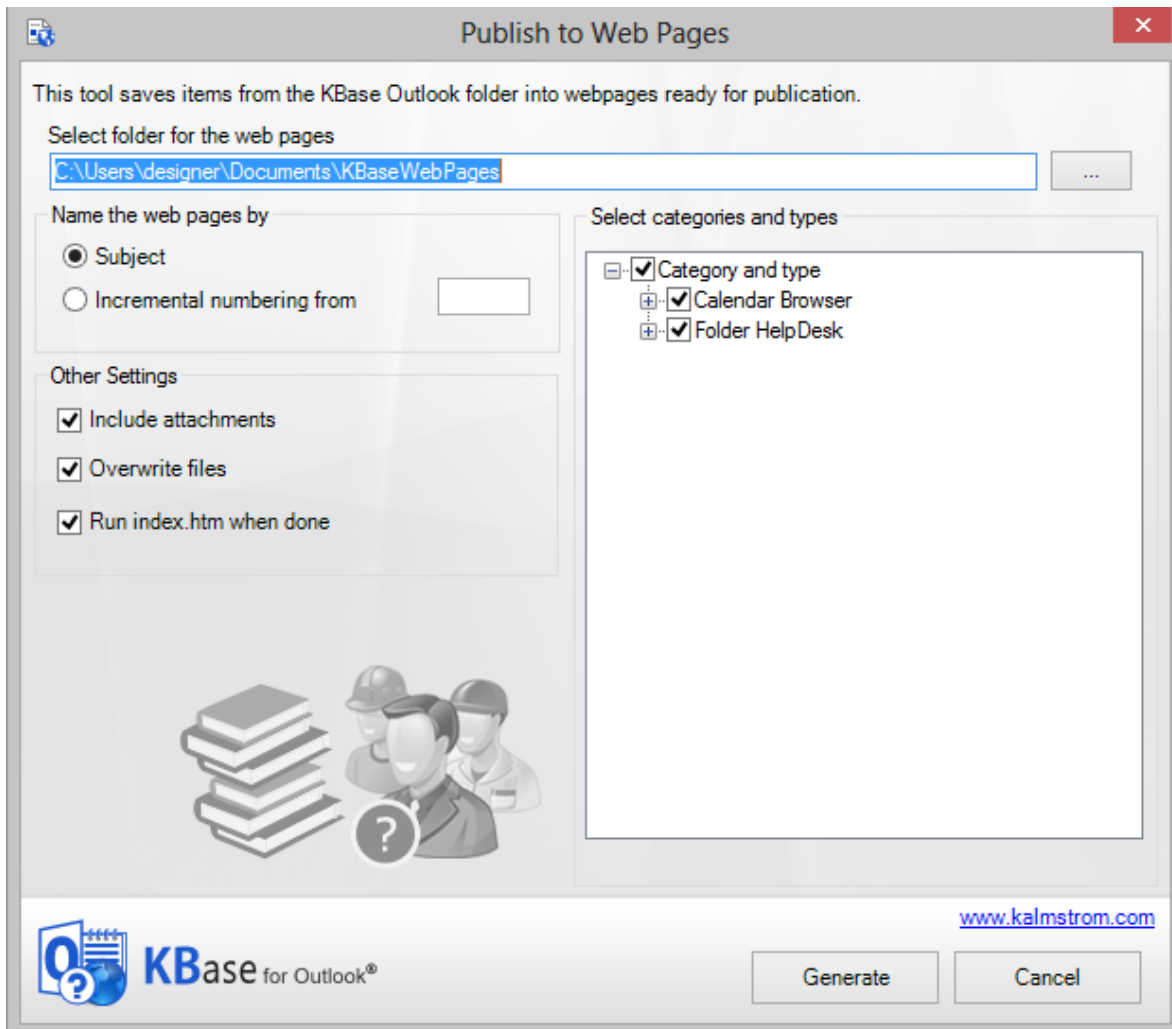 Publish to Web Pages
This tool saves items from the KBase Outlook folder into webpages ready for publication.
Select folder for the web pages
C:\Users\designer\Documents\KBaseWebPages
...
Name the web pages by
Subject
Incremental numbering from
Select categories and types
Category and type
Calendar Browser
Folder HelpDesk
Other Settings
Include attachments
Overwrite files
Run index.htm when done
?
www.kalmstrom.com
O
?
KBase for Outlook®
Generate
Cancel